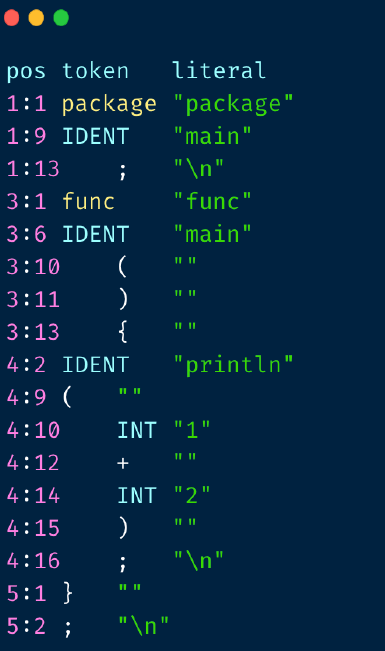 pos token   literal
1:1 package "package"
1:9 IDENT   "main"
1:13    ;   "\n"
3:1 func    "func"
3:6 IDENT   "main"
3:10    (   ""
3:11    )   ""
3:13    {   ""
4:2 IDENT   "println"
4:9 (   ""
4:10    INT "1"
4:12    +   ""
4:14    INT "2"
4:15    )   ""
4:16    ;   "\n"
5:1 }   ""
5:2 ;   "\n"